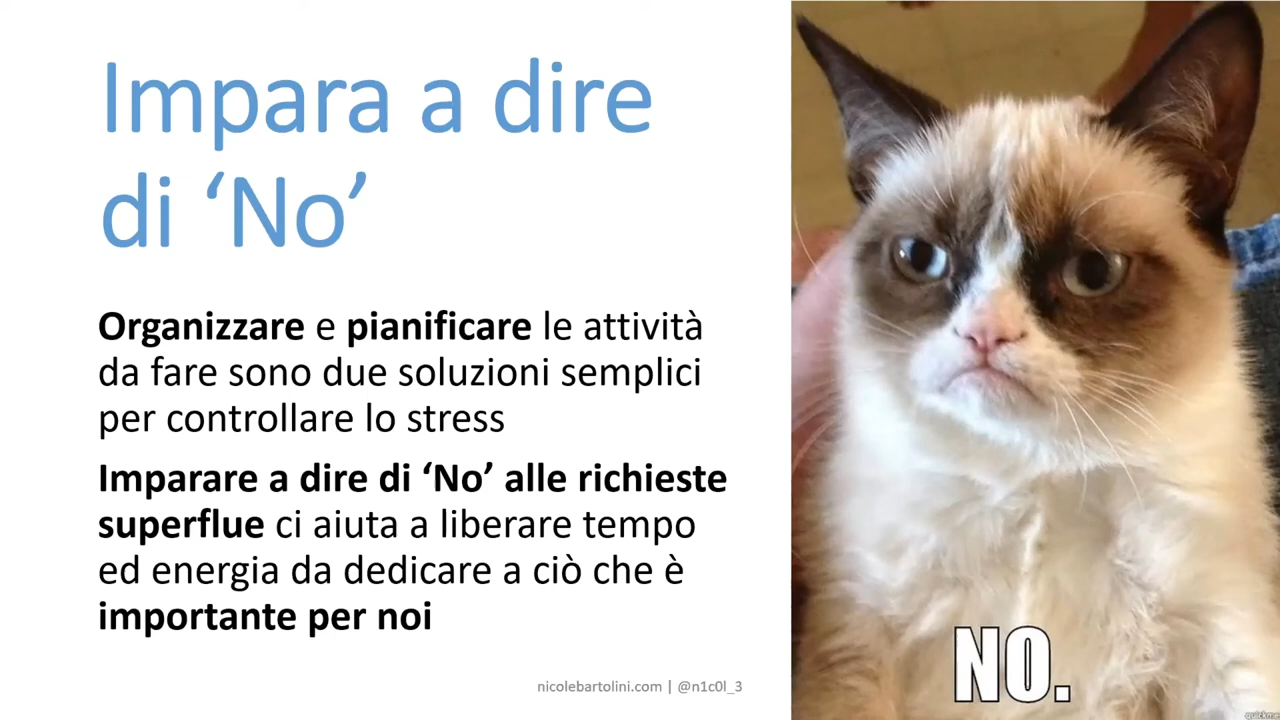 Impara a dire
di ‘No’
Organizzare e pianificare le attività
da fare sono due soluzioni semplici
per controllare lo stress
Imparare a dire di ‘No’ alle richieste
superflue ci aiuta a liberare tempo
ed energia da dedicare a ciò che è
importante per noi
nicolebartolini.com | @n1c0l_3
NO.